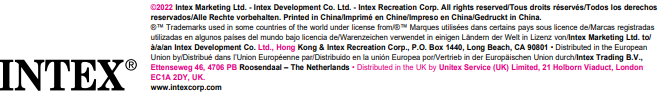 ©2022 Intex Marketing Ltd. - Intex Development Co. Ltd. - Intex Recreation Corp. All rights reserved/Tous droits réservés/Todos los derechos
reservados/Alle Rechte vorbehalten. Printed in China/Imprimé en Chine/Impreso en China/Gedruckt in China.
®™ Trademarks used in some countries of the world under license from/®™ Marques utilisées dans certains pays sous licence de/Marcas registradas
utilizadas en algunos países del mundo bajo licencia de/Warenzeichen verwendet in einigen Ländern der Welt in Lizenz von/Intex Marketing Ltd. to/
à/a/an Intex Development Co. Ltd., Hong Kong & Intex Recreation Corp., P.O. Box 1440, Long Beach, CA 90801 • Distributed in the European
Union by/Distribué dans l'Union Européenne par/Distribuido en la unión Europea por/Vertrieb in der Europäischen Union durch/Intex Trading B.V.,
Ettenseweg 46, 4706 PB Roosendaal – The Netherlands • Distributed in the UK by Unitex Service (UK) Limited, 21 Holborn Viaduct, London
EC1A 2DY, UK.
www.intexcorp.com
INTEX®